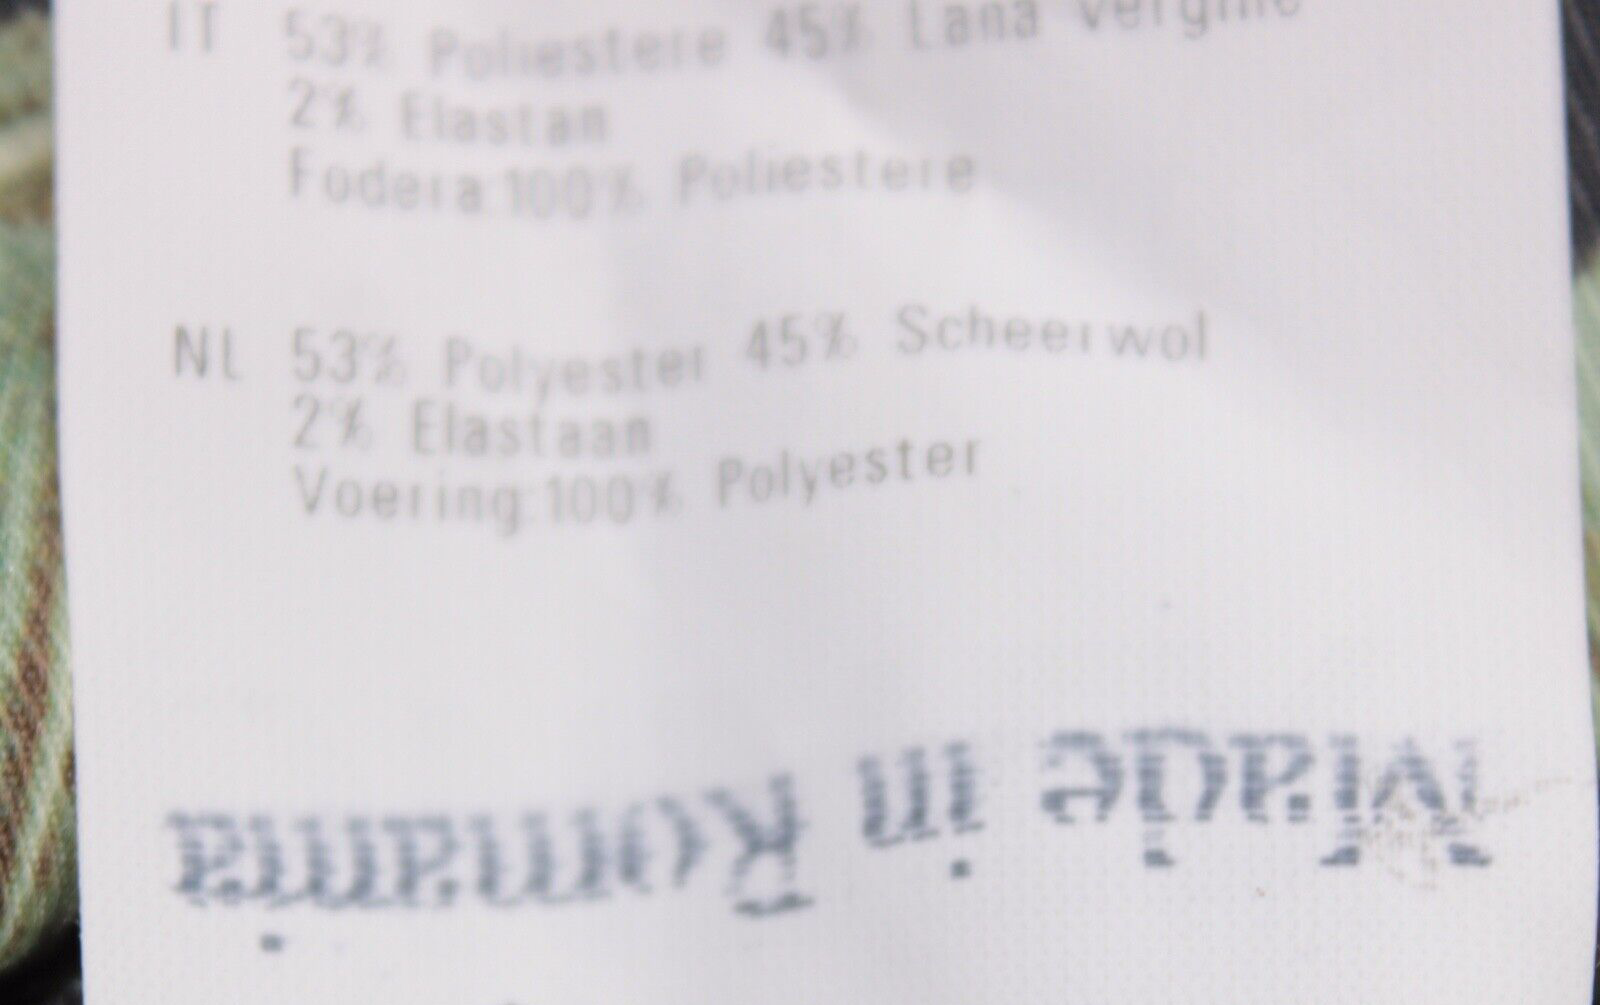 IT 53% Poliestere 45% Lana Vergine
2% Elastan
Fodera:100% Poliestere
NL 53% Polyester 45% Scheerwol
2% Elastaan
Voering:100% Polyester
Made in Romania